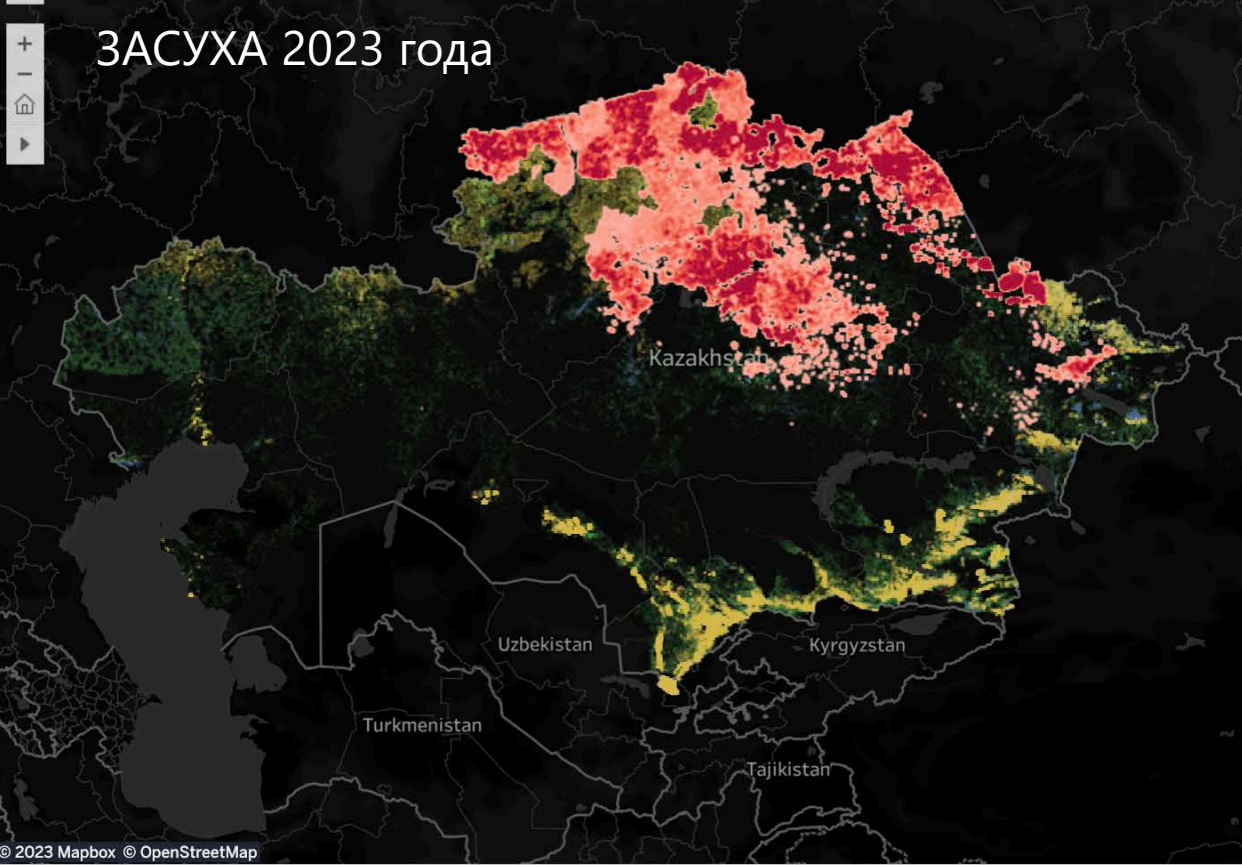 ЗАСУХА 2023 года
Kazakhstan
Uzbekistan
Kyrgyzstan
Turkmenistan
Tajikistan
© 2023 Mapbox © OpenStreetMap